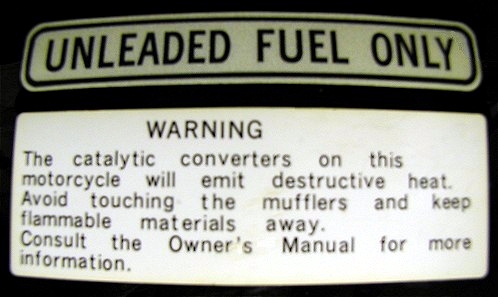 UNLEADED FUEL ONLY
WARNING
The catalytic converters on this
motorcycle will emit destructive heat.
Avoid touching the mufflers and keep
flammable materials away.
Consult the Owner's Manual for more
information.